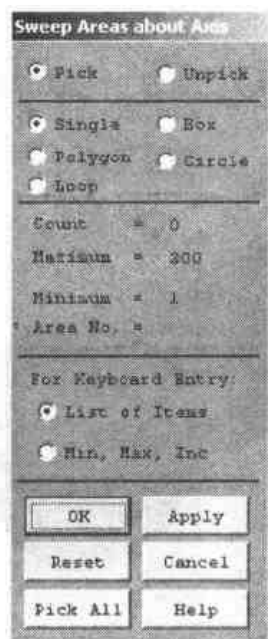 Sweep Areas about Axis
Pick Unpick
Single Box
Polygon Circle
Loop
Count = 0
Maximum = 200
Minimum = 1
Area No. =
For Keyboard Entry:
List of Items
Min, Max, Inc
OK Apply
Reset Cancel
Pick All Help